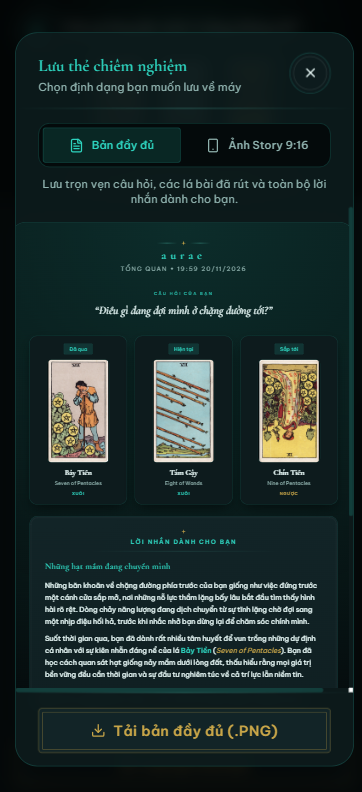 Lưu thẻ chiêm nghiệm
Chọn định dạng bạn muốn lưu về máy
Bản đầy đủ
Ảnh Story 9:16
Lưu trọn vẹn câu hỏi, các lá bài đã rút và toàn bộ lời
nhắn dành cho bạn.
aurae
TỔNG QUAN • 19:59 20/11/2026
CÂU HỎI CỦA BẠN
“Điều gì đang đợi mình ở chặng đường tới?”
Đã qua
Hiện tại
Sắp tới
VII
VIII
IX
Bảy Tiền
Tám Gậy
Chín Tiền
Seven of Pentacles
Eight of Wands
Nine of Pentacles
XUÔI
XUÔI
NGƯỢC
LỜI NHẮN DÀNH CHO BẠN
Những hạt mầm đang chuyển mình
Những băn khoăn về chặng đường phía trước của bạn giống như việc đứng trước
một cánh cửa sắp mở, nơi những nỗ lực thầm lặng bấy lâu bắt đầu tìm thấy hình
hài rõ rệt. Dòng chảy năng lượng đang dịch chuyển từ sự tĩnh lặng chờ đợi sang
một nhịp điệu hối hả, trước khi nhắc nhở bạn dừng lại để chăm sóc chính mình.
Suốt thời gian qua, bạn đã dành rất nhiều tâm huyết để vun trồng những dự định
cá nhân với sự kiên nhẫn đáng nể của lá Bảy Tiền (Seven of Pentacles). Bạn đã
học cách quan sát hạt giống nảy mầm dưới lòng đất, thấu hiểu rằng mọi giá trị
bền vững đều cần thời gian và sự đầu tư nghiêm túc về cả trí lực lẫn niềm tin.
Tải bản đầy đủ (.PNG)